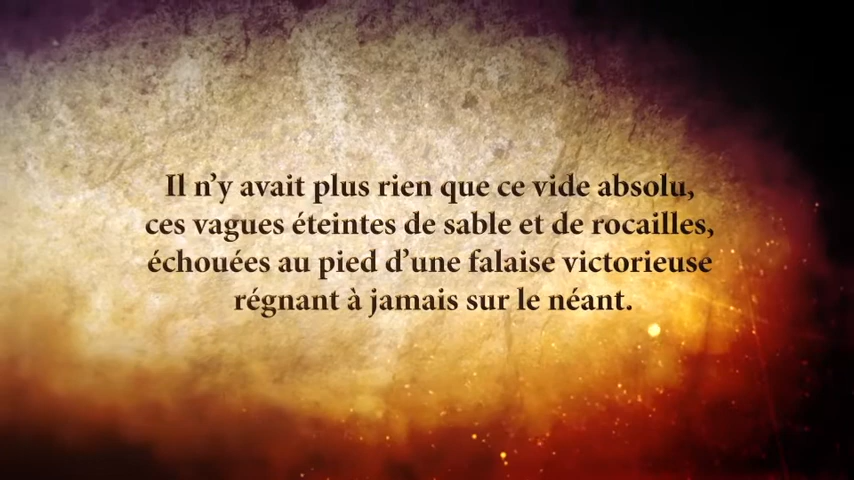 Il n’y avait plus rien que ce vide absolu,
ces vagues éteintes de sable et de rocailles,
échouées au pied d’une falaise victorieuse
régnant à jamais sur le néant.